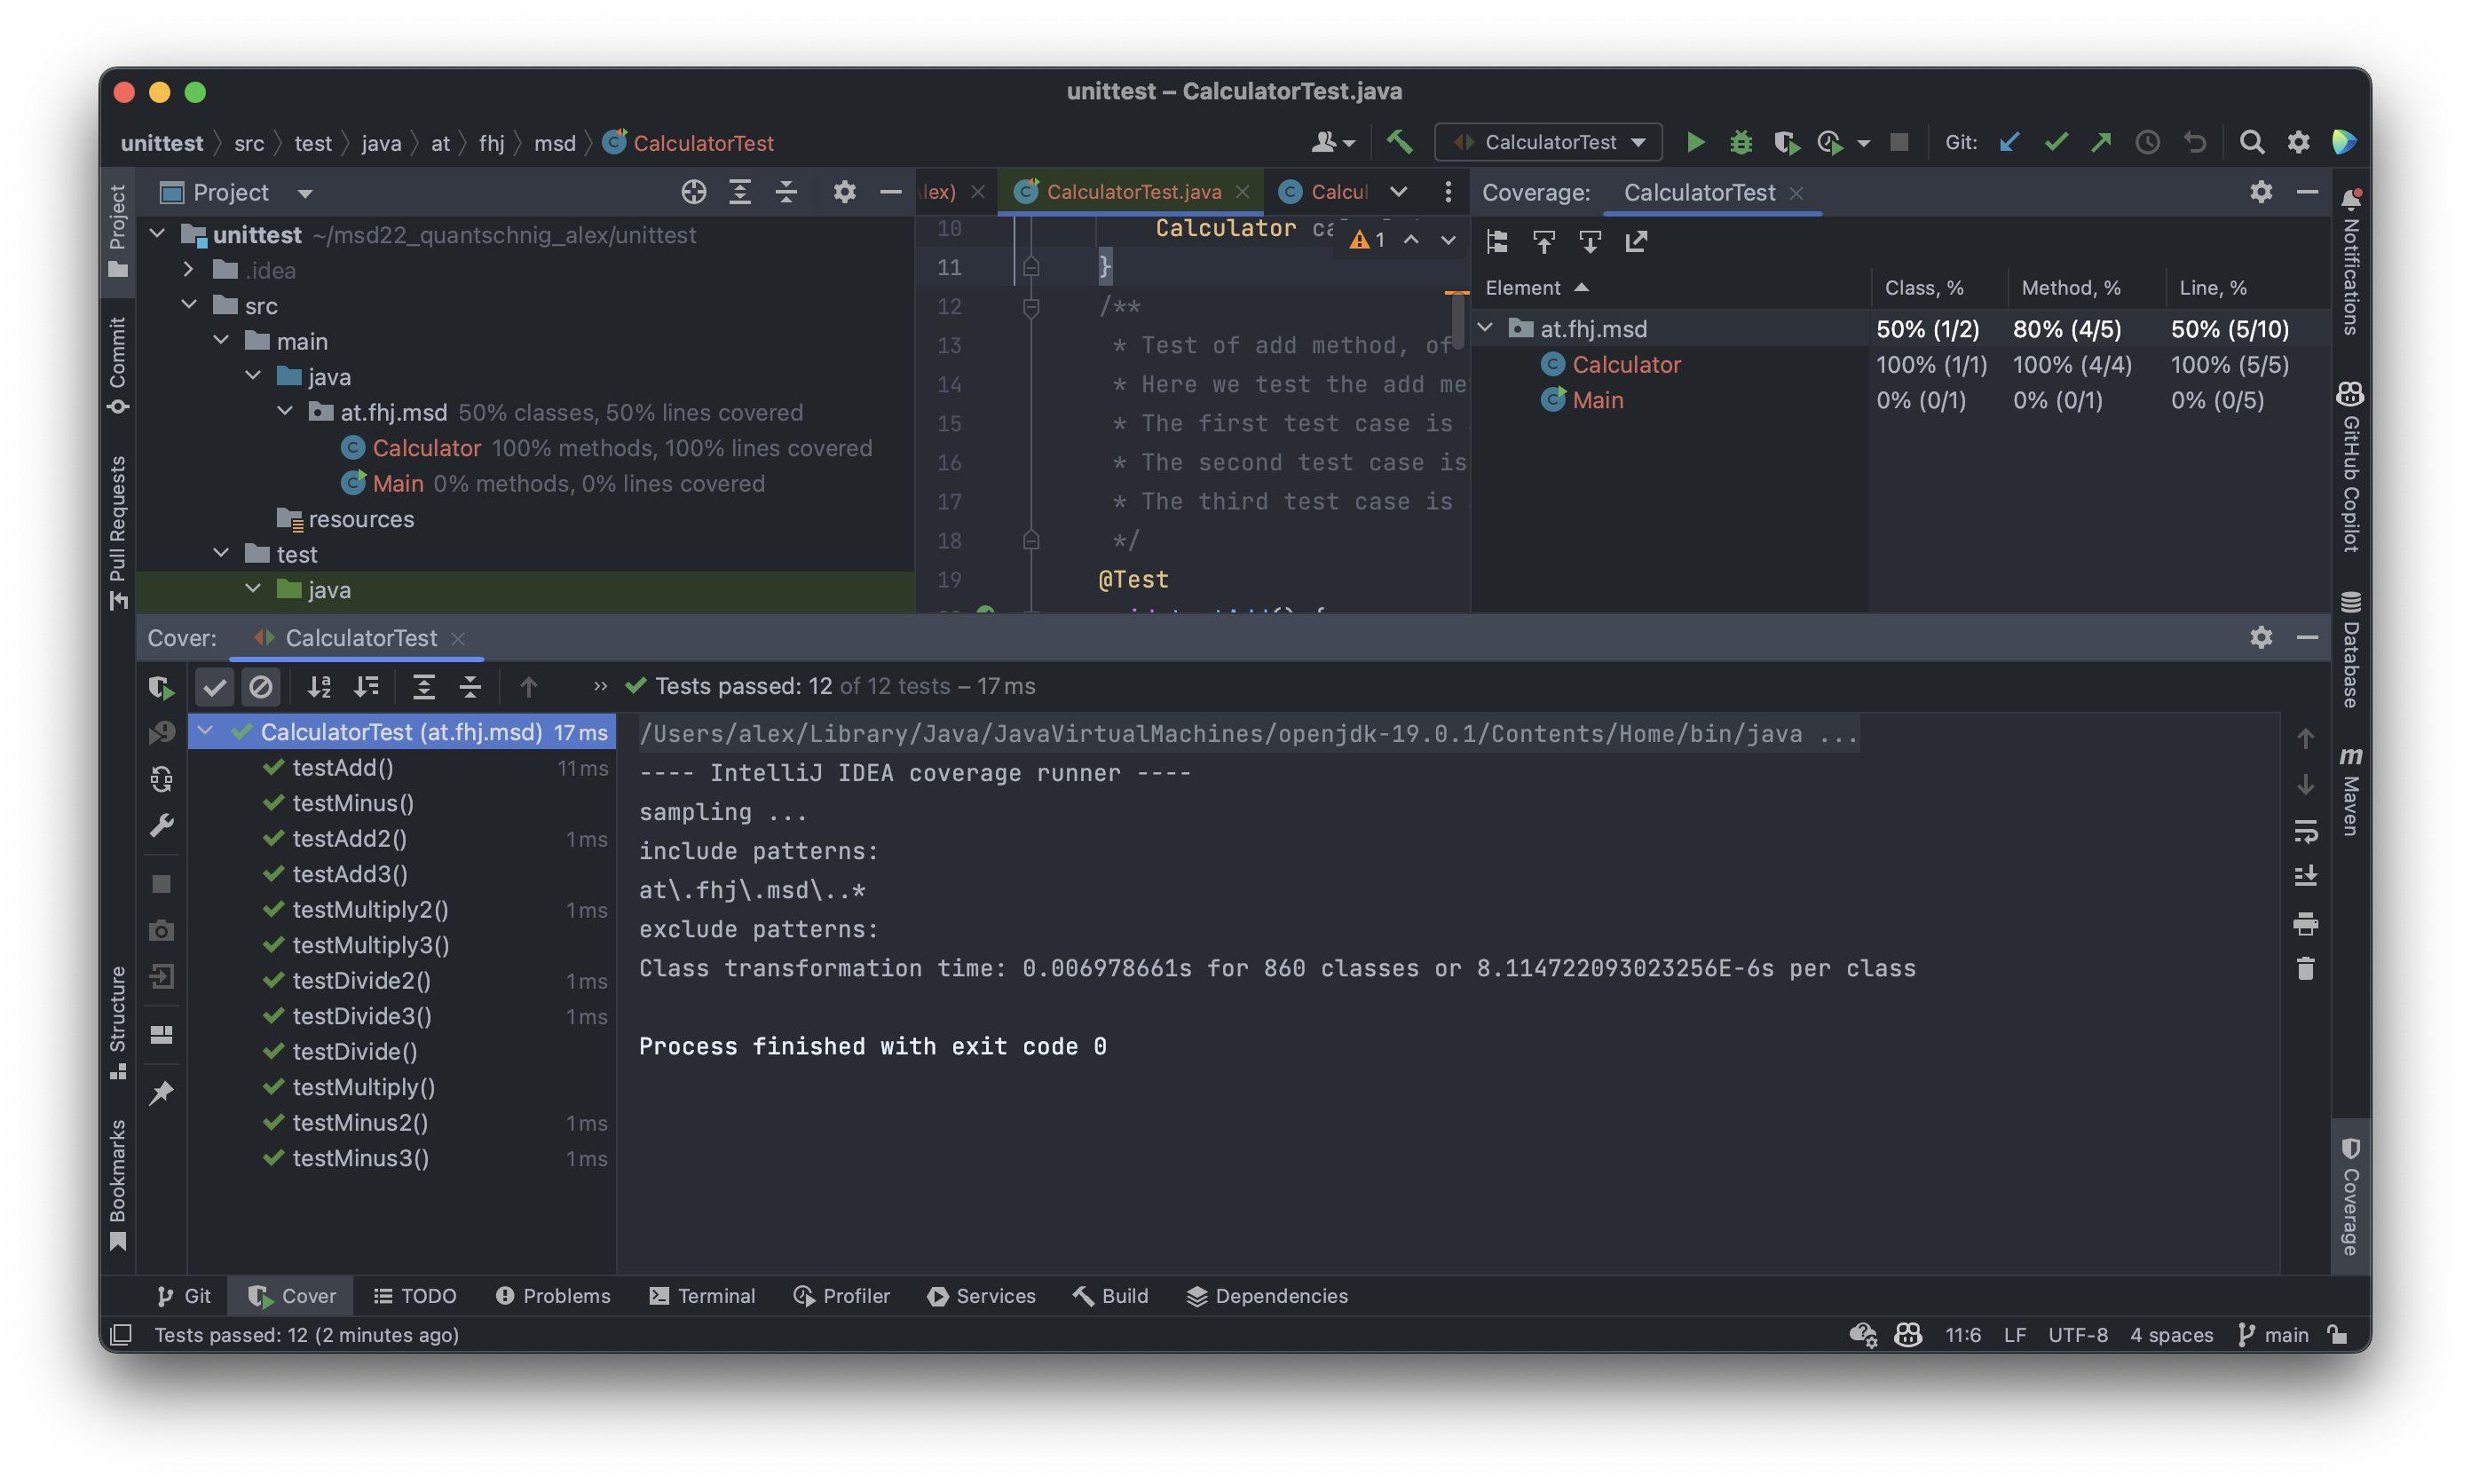 unittest – CalculatorTest.java
unittest 〉 src 〉 test 〉 java 〉 at 〉 fhj 〉 msd 〉 CalculatorTest
CalculatorTest
Git:
Project
Commit
Pull Requests
Structure
Bookmarks
Project
unittest ~/msd22_quantschnig_alex/unittest
.idea
src
main
java
at.fhj.msd 50% classes, 50% lines covered
Calculator 100% methods, 100% lines covered
Main 0% methods, 0% lines covered
resources
test
java
lex)
CalculatorTest.java
Calcul
10 Calculator ca
1
11 }
12 /**
13 * Test of add method, of
14 * Here we test the add me
15 * The first test case is
16 * The second test case is
17 * The third test case is
18 */
19 @Test
Coverage: CalculatorTest
Element Class, % Method, % Line, %
at.fhj.msd 50% (1/2) 80% (4/5) 50% (5/10)
Calculator 100% (1/1) 100% (4/4) 100% (5/5)
Main 0% (0/1) 0% (0/1) 0% (0/5)
Notifications
GitHub Copilot
Database
m Maven
Coverage
Cover: CalculatorTest
» Tests passed: 12 of 12 tests – 17 ms
CalculatorTest (at.fhj.msd) 17 ms
testAdd() 11 ms
testMinus()
testAdd2() 1 ms
testAdd3()
testMultiply2() 1 ms
testMultiply3()
testDivide2() 1 ms
testDivide3() 1 ms
testDivide()
testMultiply()
testMinus2() 1 ms
testMinus3() 1 ms
/Users/alex/Library/Java/JavaVirtualMachines/openjdk-19.0.1/Contents/Home/bin/java ...
---- IntelliJ IDEA coverage runner ----
sampling ...
include patterns:
at\.fhj\.msd\..*
exclude patterns:
Class transformation time: 0.006978661s for 860 classes or 8.114722093023256E-6s per class
Process finished with exit code 0
Git
Cover
TODO
Problems
Terminal
Profiler
Services
Build
Dependencies
Tests passed: 12 (2 minutes ago)
11:6 LF UTF-8 4 spaces main